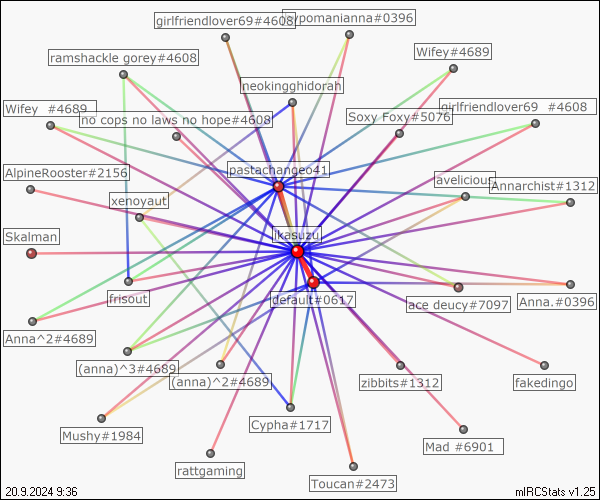 girlfriendlover69#4608
hypomanianna#0396
ramshackle gorey#4608
Wifey#4689
neokingghidorah
Wifey  #4689
no cops no laws no hope#4608
Soxy Foxy#5076
girlfriendlover69  #4608
AlpineRooster#2156
pastachangeo41
avelicious
Annarchist#1312
xenoyaut
Skalman
jkasuzu
frisout
default#0617
ace deucy#7097
Anna.#0396
Anna^2#4689
(anna)^3#4689
(anna)^2#4689
zibbits#1312
fakedingo
Mushy#1984
Cypha#1717
Mad #6901
rattgaming
Toucan#2473
20.9.2024 9:36
mIRCStats v1.25